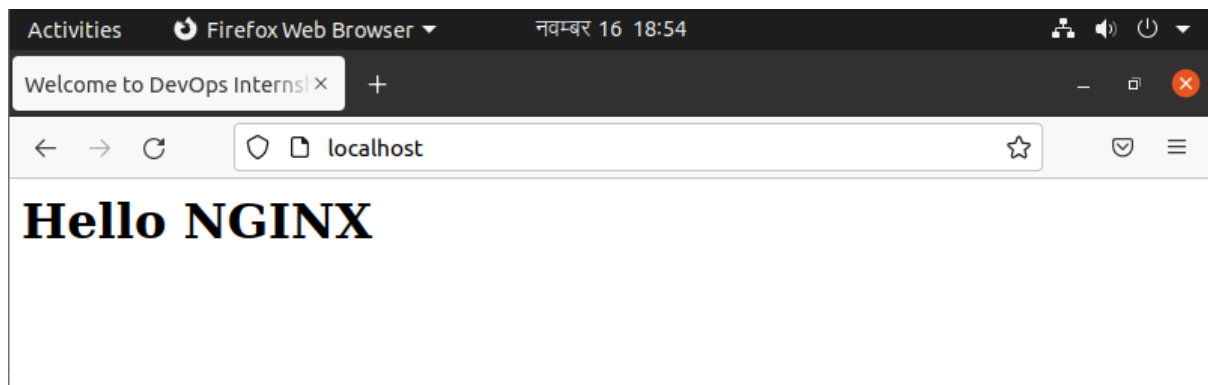 Activities Firefox Web Browser नवम्बर 16 18:54
Welcome to DevOps Interns
localhost
Hello NGINX